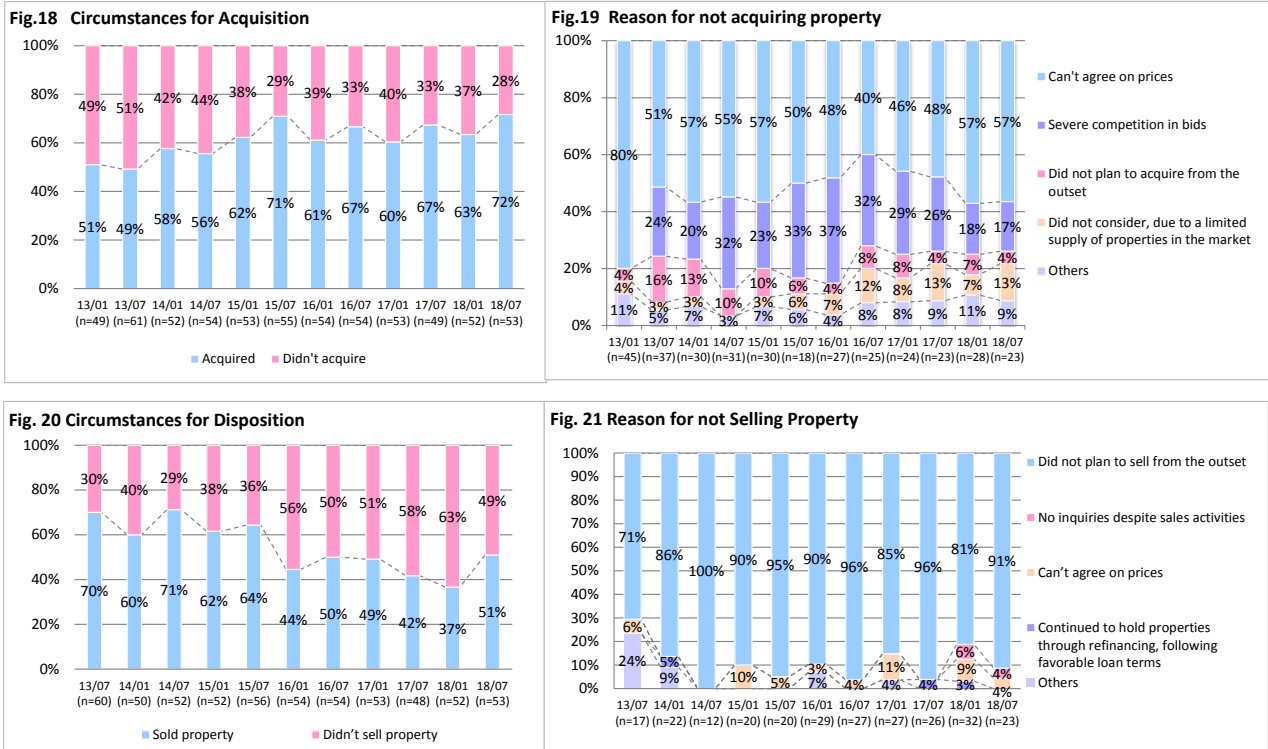 Fig.18 Circumstances for Acquisition
100%
80%
60%
40%
20%
0%
49% 51% 42% 44% 38% 29% 39% 33% 40% 33% 37% 28%
51% 49% 58% 56% 62% 71% 61% 67% 60% 67% 63% 72%
13/01 13/07 14/01 14/07 15/01 15/07 16/01 16/07 17/01 17/07 18/01 18/07
(n=49) (n=61) (n=52) (n=54) (n=53) (n=55) (n=54) (n=54) (n=53) (n=49) (n=52) (n=53)
Acquired Didn't acquire
Fig.19 Reason for not acquiring property
100%
80%
60%
40%
20%
0%
80% 51% 57% 55% 57% 50% 48% 40% 46% 48% 57% 57%
24% 20% 32% 23% 33% 37% 32% 29% 26% 18% 17%
4% 16% 13% 10% 10% 6% 4% 8% 8% 4% 7% 4%
4% 3% 3% 3% 6% 7% 12% 8% 13% 7% 13%
11% 5% 7% 3% 7% 6% 4% 8% 8% 9% 11% 9%
13/01 13/07 14/01 14/07 15/01 15/07 16/01 16/07 17/01 17/07 18/01 18/07
(n=45) (n=37) (n=30) (n=31) (n=30) (n=18) (n=27) (n=25) (n=24) (n=23) (n=28) (n=23)
Can't agree on prices
Severe competition in bids
Did not plan to acquire from the
outset
Did not consider, due to a limited
supply of properties in the market
Others
Fig. 20 Circumstances for Disposition
100%
80%
60%
40%
20%
0%
30% 40% 29% 38% 36% 56% 50% 51% 58% 63% 49%
70% 60% 71% 62% 64% 44% 50% 49% 42% 37% 51%
13/07 14/01 14/07 15/01 15/07 16/01 16/07 17/01 17/07 18/01 18/07
(n=60) (n=50) (n=52) (n=52) (n=56) (n=54) (n=54) (n=53) (n=48) (n=52) (n=53)
Sold property Didn't sell property
Fig. 21 Reason for not Selling Property
100%
90%
80%
70%
60%
50%
40%
30%
20%
10%
0%
71% 86% 100% 90% 95% 90% 96% 85% 96% 81% 91%
6% 4%
6% 10% 5% 3% 4% 11% 9% 4%
5% 4% 3%
24% 9% 7% 4%
13/07 14/01 14/07 15/01 15/07 16/01 16/07 17/01 17/07 18/01 18/07
(n=17) (n=22) (n=12) (n=20) (n=20) (n=29) (n=27) (n=27) (n=26) (n=32) (n=23)
Did not plan to sell from the outset
No inquiries despite sales activities
Can't agree on prices
Continued to hold properties
through refinancing, following
favorable loan terms
Others